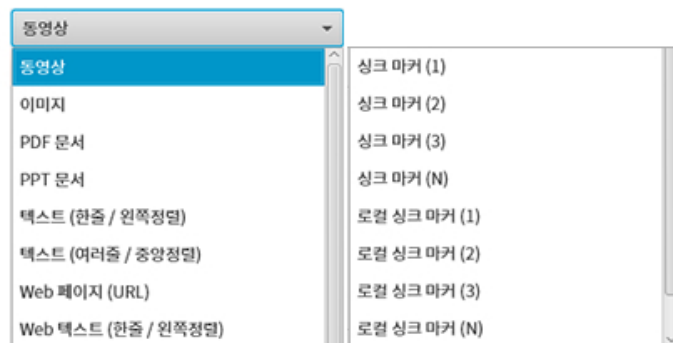 동영상
동영상
이미지
PDF 문서
PPT 문서
텍스트 (한줄 / 왼쪽정렬)
텍스트 (여러줄 / 중앙정렬)
Web 페이지 (URL)
Web 텍스트 (한줄 / 왼쪽정렬)
싱크 마커 (1)
싱크 마커 (2)
싱크 마커 (3)
싱크 마커 (N)
로컬 싱크 마커 (1)
로컬 싱크 마커 (2)
로컬 싱크 마커 (3)
로컬 싱크 마커 (N)